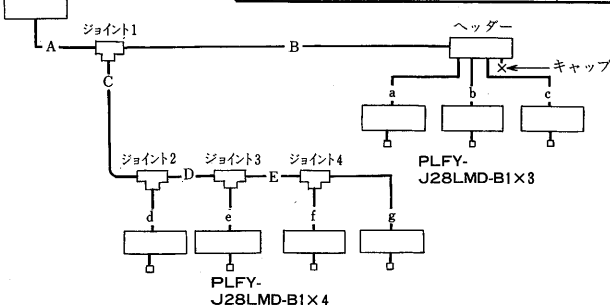 ジョイント1
ヘッダー
A
B
キャップ
C
a
b
c
PLFY-
J28LMD-B1×3
ジョイント2
ジョイント3
ジョイント4
D
E
d
e
f
g
PLFY-
J28LMD-B1×4